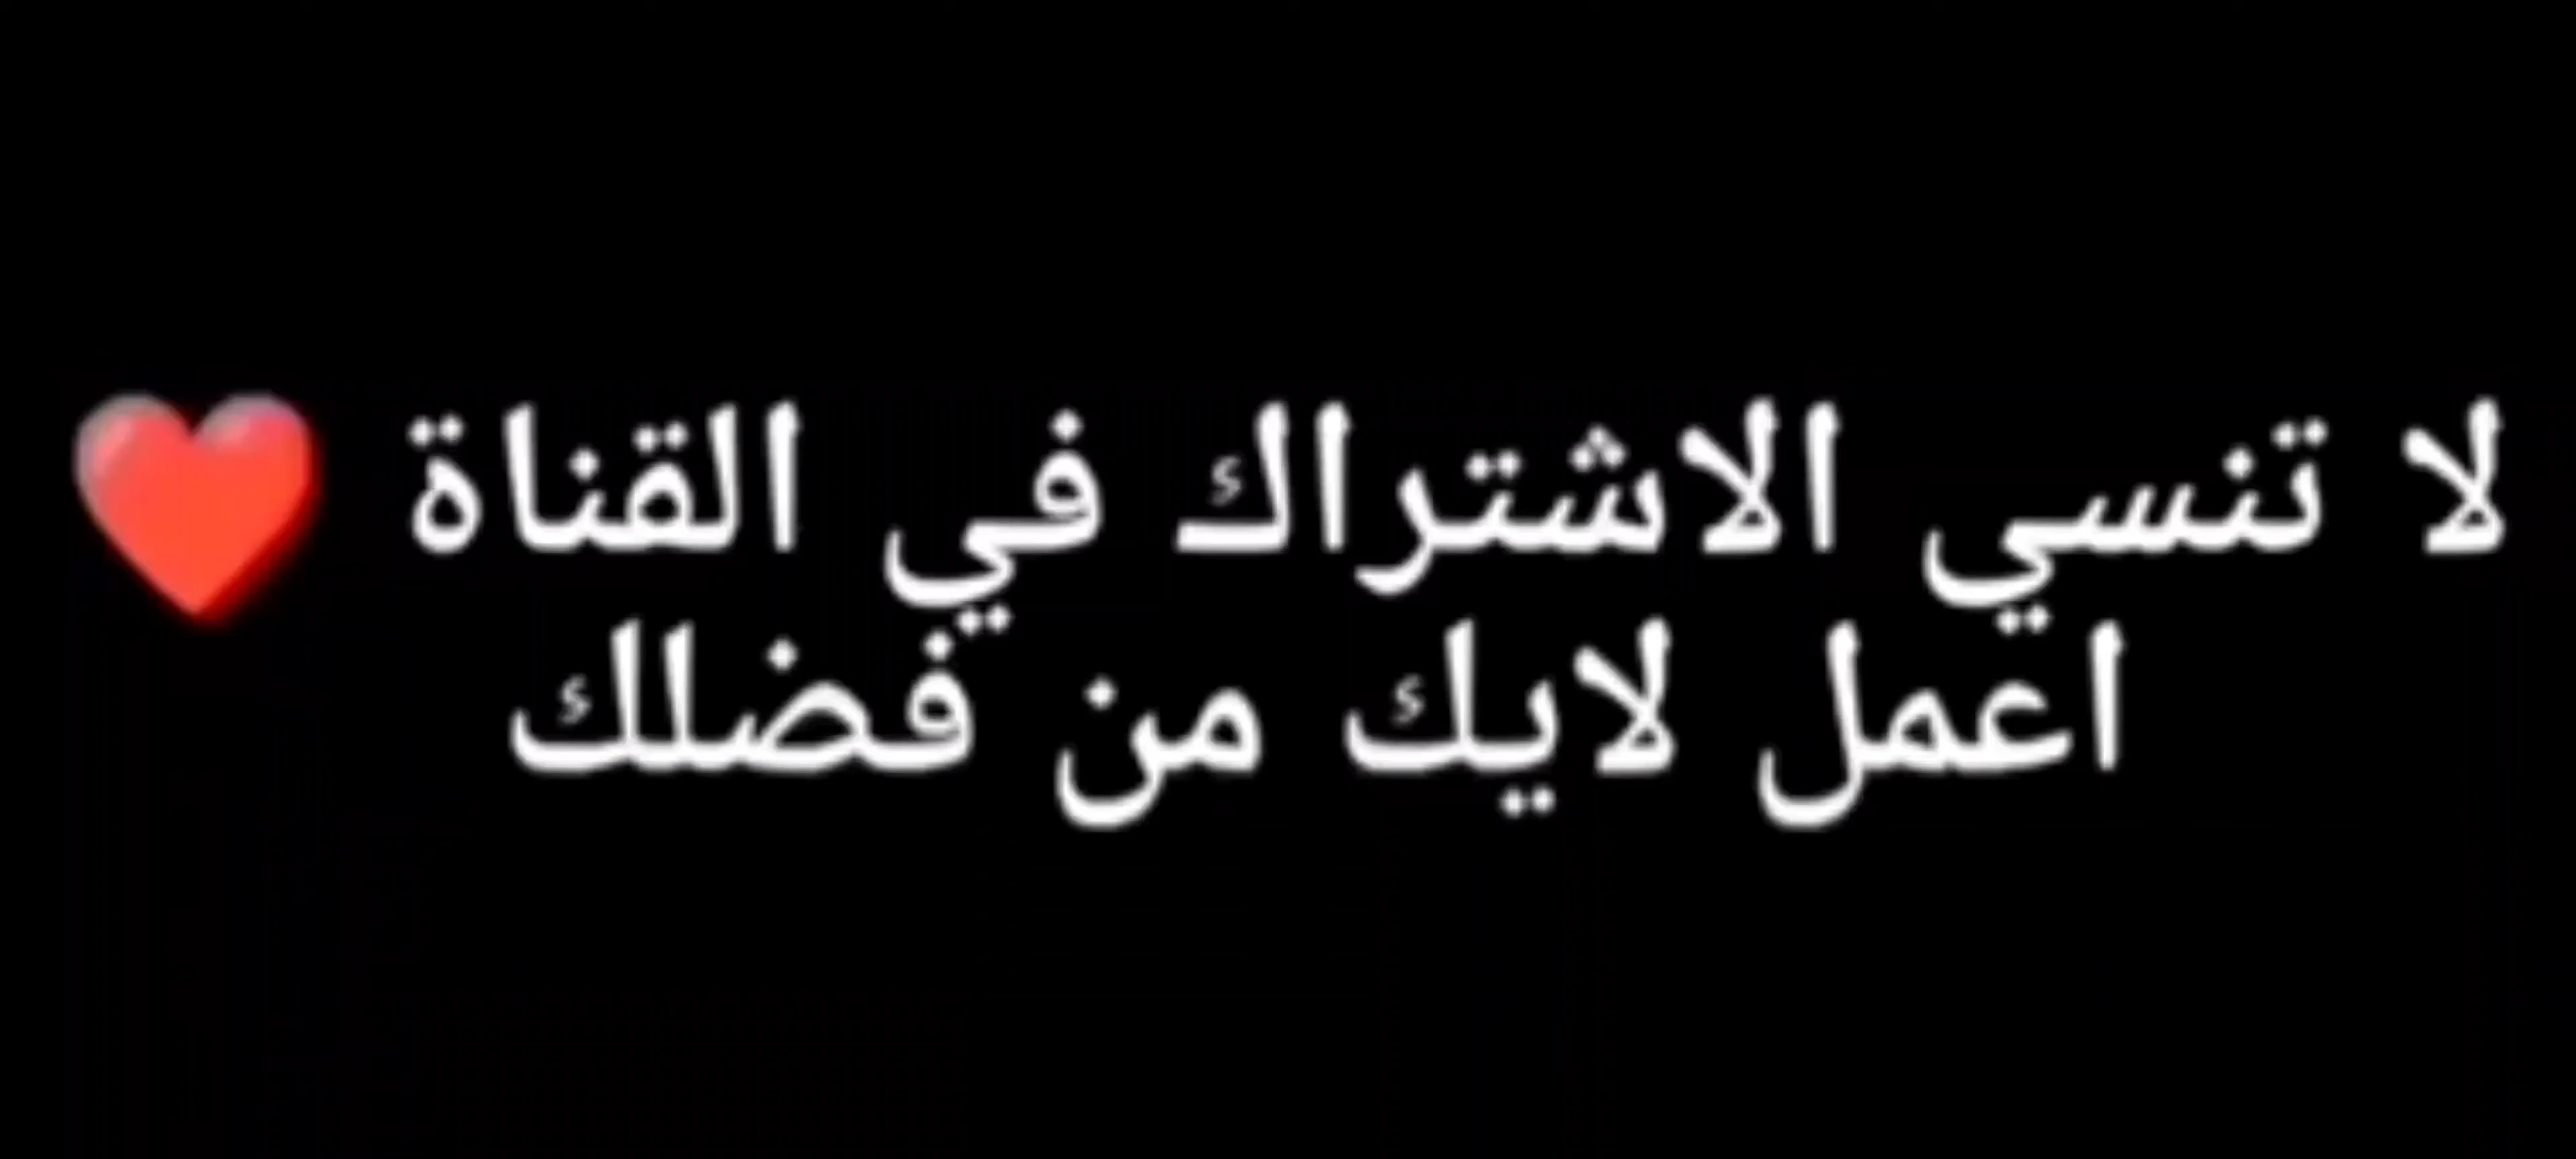 لا تنسي الاشتراك في القناة ❤️
اعمل لايك من فضلك